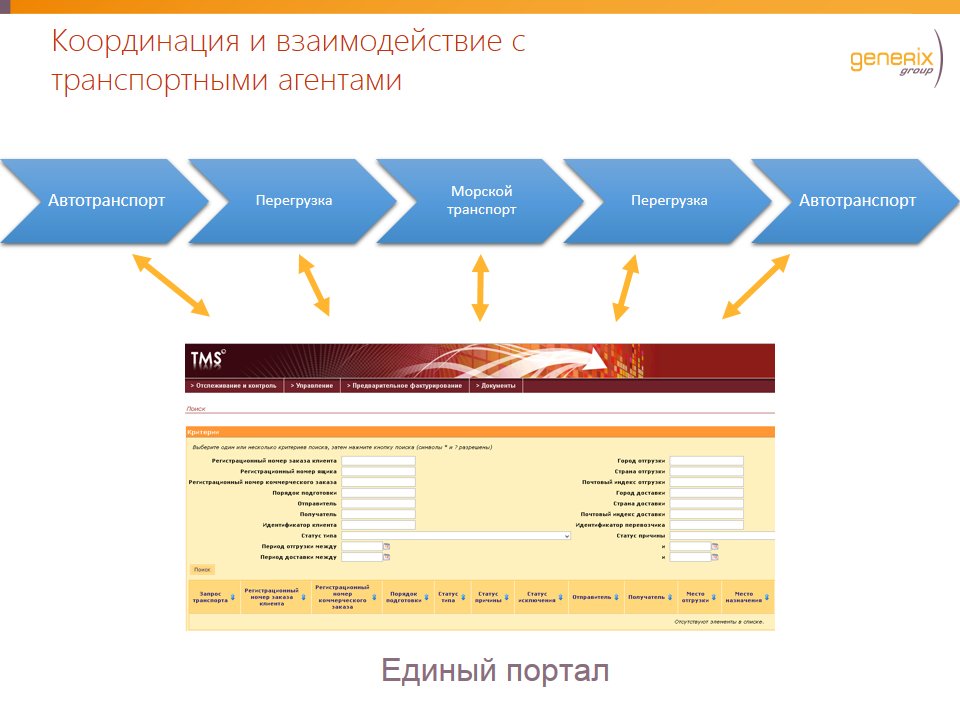 Координация и взаимодействие с
транспортными агентами
generix
group
Автотранспорт
Перегрузка
Морской
транспорт
Перегрузка
Автотранспорт
TMS©
> Отслеживание и контроль > Управление > Предварительное фактурирование > Документы
Поиск
Критерии
Выберите один или несколько критериев поиска, затем нажмите кнопку поиска (символы * и ? разрешены)
Регистрационный номер заказа клиента Город отгрузки
Регистрационный номер ящика Страна отгрузки
Регистрационный номер коммерческого заказа Почтовый индекс отгрузки
Порядок подготовки Город доставки
Отправитель Страна доставки
Получатель Почтовый индекс доставки
Идентификатор клиента Идентификатор перевозчика
Статус типа Статус причины
Период отгрузки между и
Период доставки между и
Поиск
Запрос
транспорта
Регистрационный
номер заказа
клиента
Регистрационный
номер
коммерческого
заказа
Порядок
подготовки
Статус
типа
Статус
причины
Статус
исключения
Отправитель
Получатель
Место
отгрузки
Место
назначения
Отсутствуют элементы в списке.
Единый портал